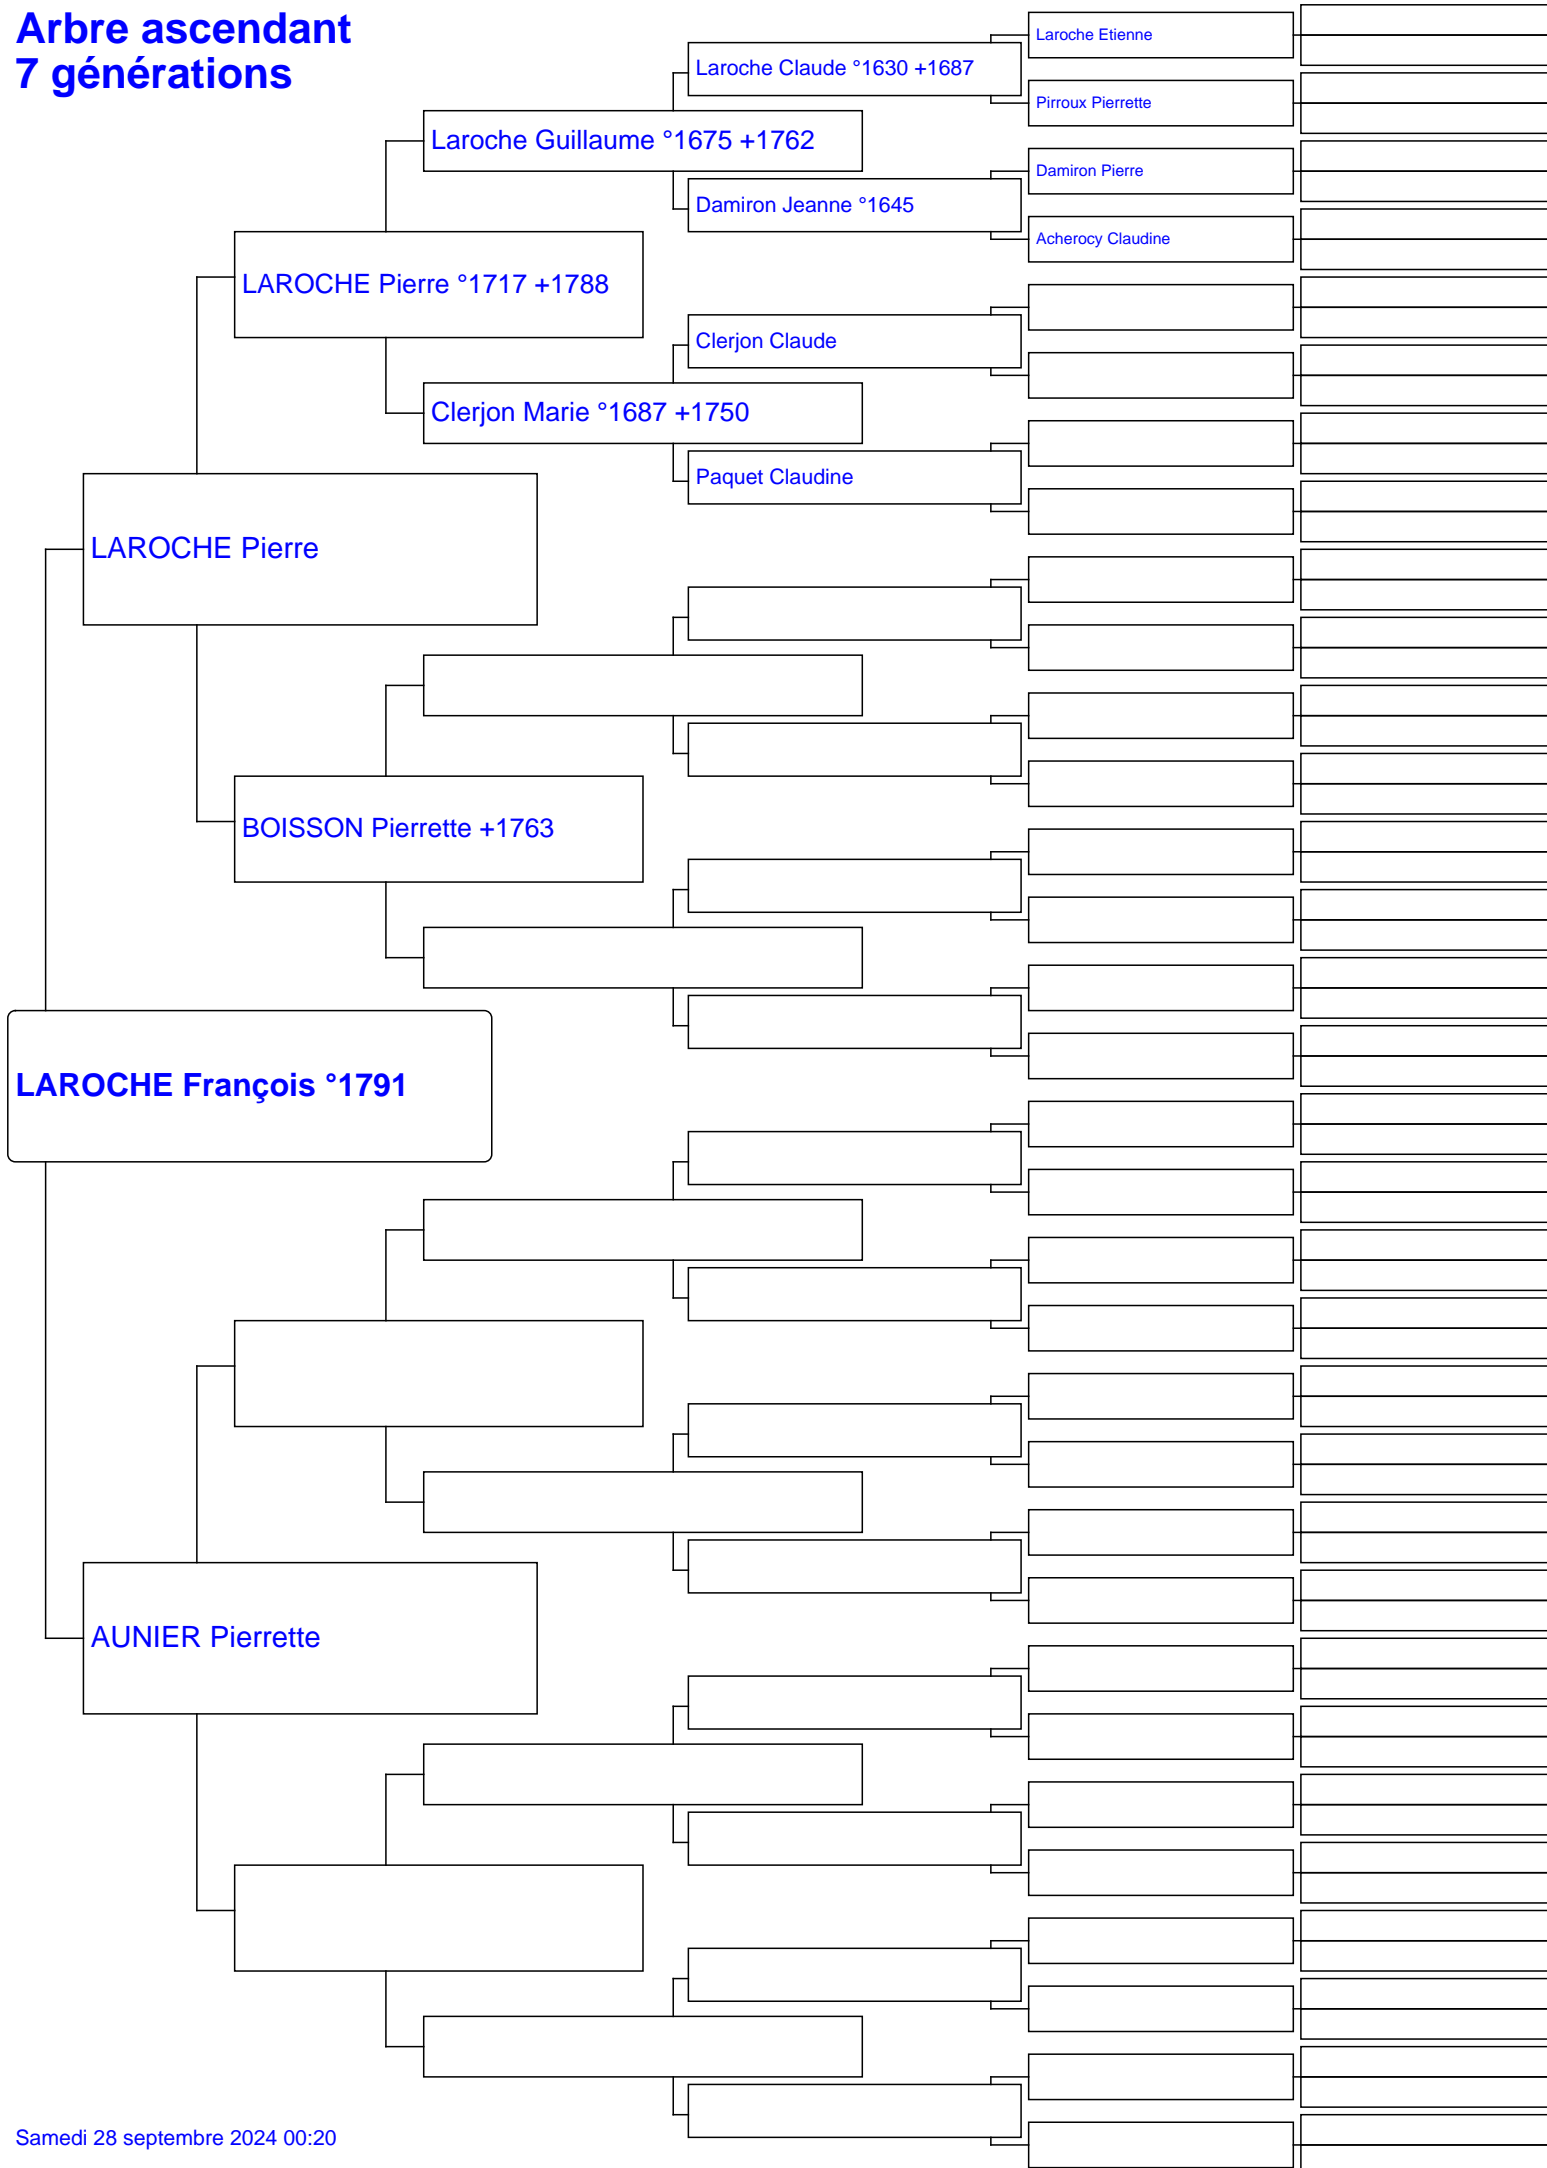 Arbre ascendant
7 générations
Laroche Etienne
Laroche Claude °1630 +1687
Pirroux Pierrette
Laroche Guillaume °1675 +1762
Damiron Pierre
Damiron Jeanne °1645
Acherocy Claudine
LAROCHE Pierre °1717 +1788
Clerjon Claude
Clerjon Marie °1687 +1750
Paquet Claudine
LAROCHE Pierre
BOISSON Pierrette +1763
LAROCHE François °1791
AUNIER Pierrette
Samedi 28 septembre 2024 00:20